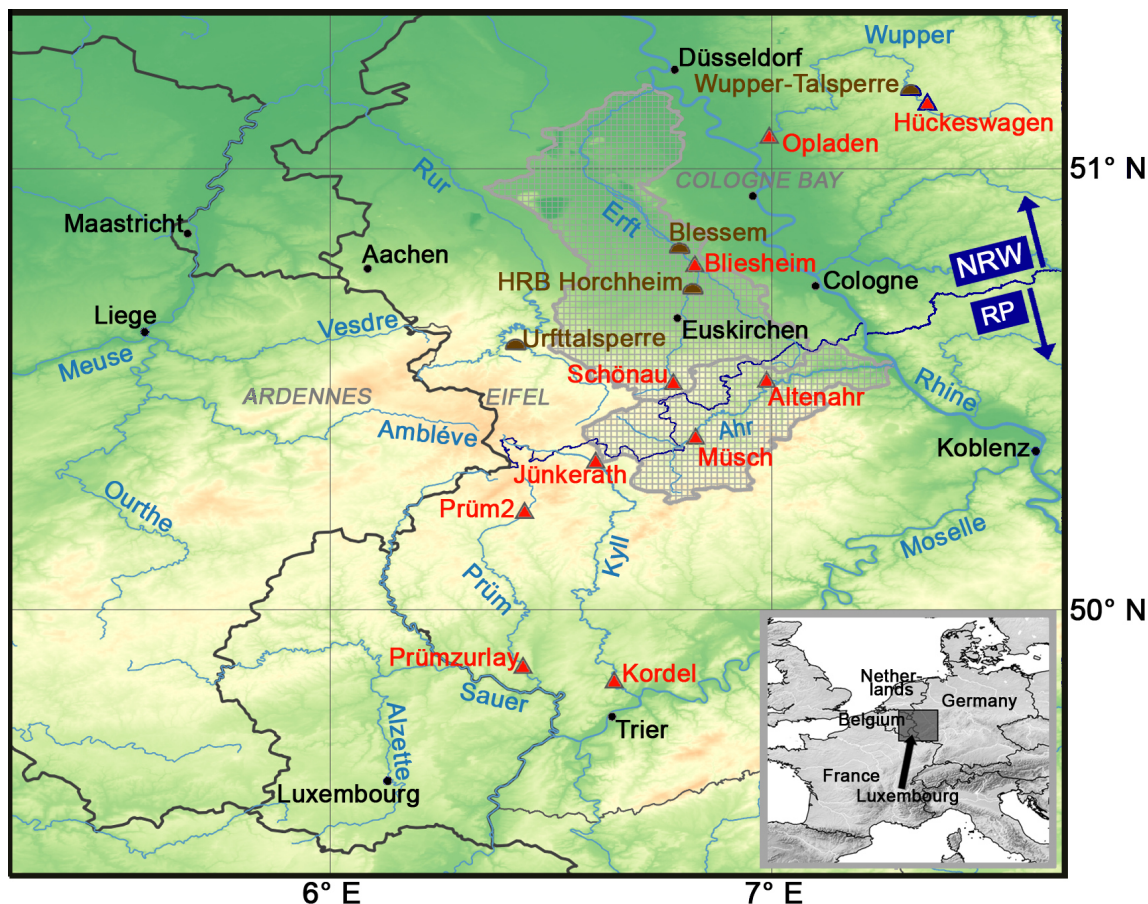 Wupper
Düsseldorf
Wupper-Talsperre
Hückeswagen
Opladen
51° N
Rur
COLOGNE BAY
Maastricht
Erft
Blessem
Aachen
Bliesheim
NRW
HRB Horchheim
Cologne
RP
Liege
Vesdre
Euskirchen
Urfttalsperre
Meuse
Schönau
Rhine
ARDENNES
EIFEL
Altenahr
Ambléve
Ahr
Koblenz
Müsch
Jünkerath
Ourthe
Prüm2
Moselle
Kyll
Prüm
50° N
Prümzurlay
Kordel
Sauer
Trier
Alzette
Luxembourg
Nether-
lands
Germany
Belgium
France
Luxembourg
6° E
7° E